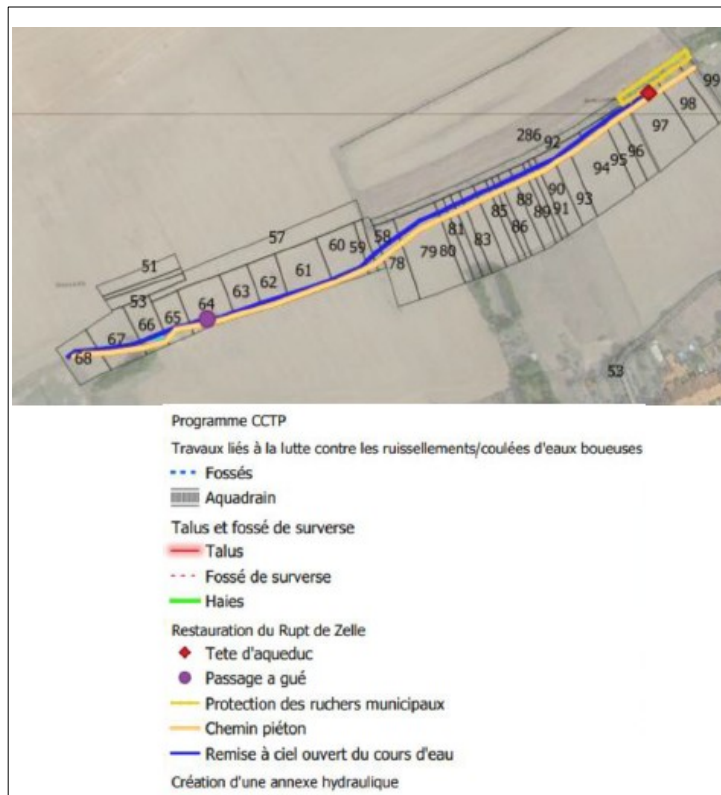 99
98
97
286
92
96
95
94
90
88
93
85
89
91
86
81
83
58
79
80
57
60
59
78
51
61
62
63
53
64
66
65
67
68
53
Programme CCTP
Travaux liés à la lutte contre les ruissellements/coulées d'eaux boueuses
Fossés
Aquadrain
Talus et fossé de surverse
Talus
Fossé de surverse
Haies
Restauration du Rupt de Zelle
Tete d'aqueduc
Passage a gué
Protection des ruchers municipaux
Chemin piéton
Remise à ciel ouvert du cours d'eau
Création d'une annexe hydraulique